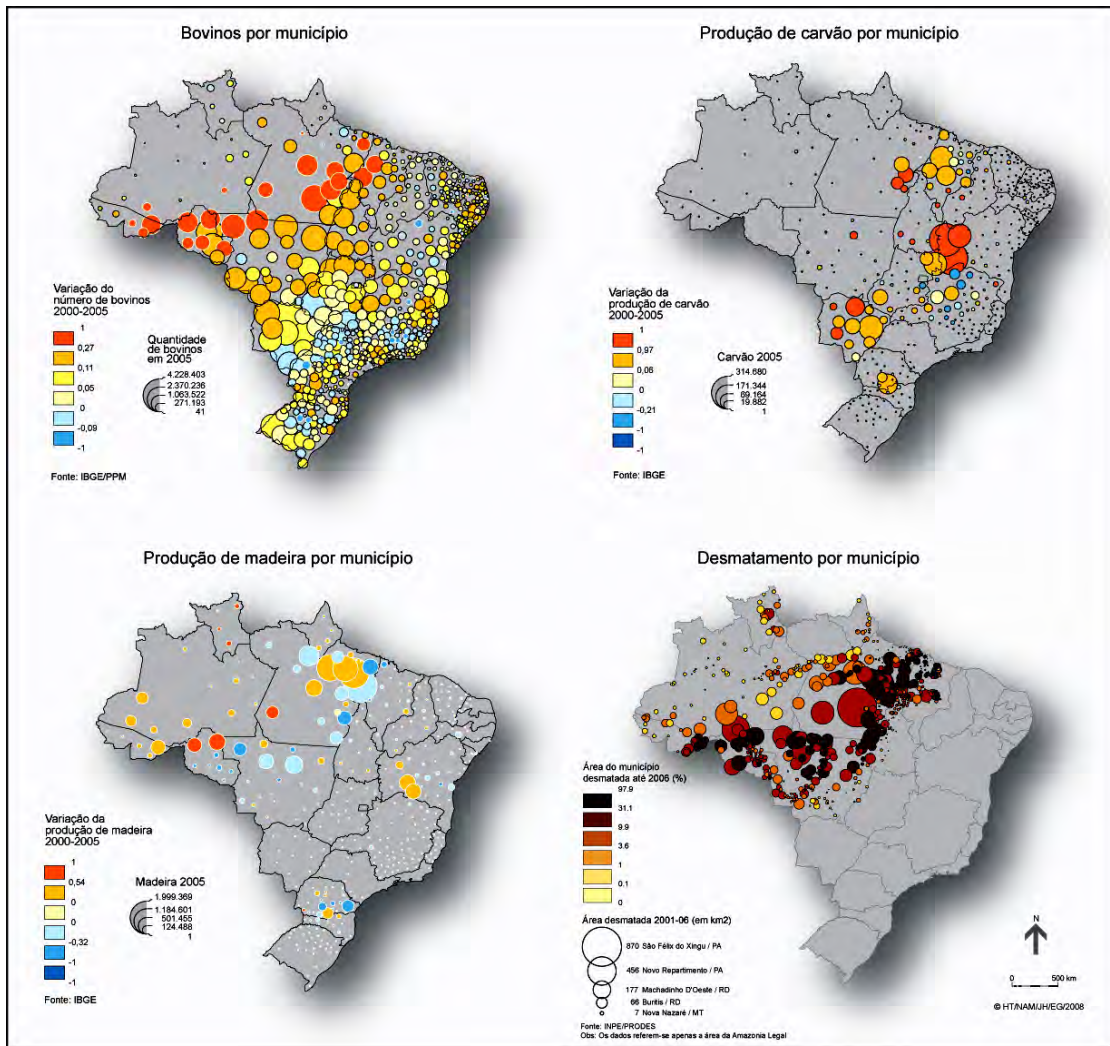 Bovinos por município
Variação do
número de bovinos
2000-2005
1
0,27
0,11
0,05
0
-0,09
-1
Quantidade
de bovinos
em 2005
4.228.403
2.370.236
1.063.522
271.193
41
Fonte: IBGE/PPM
Produção de carvão por município
Variação da
produção de carvão
2000-2005
1
0,97
0,06
0
-0,21
-1
-1
Carvão 2005
314.680
171.344
69.164
19.882
1
Fonte: IBGE
Produção de madeira por município
Variação da
produção de madeira
2000-2005
1
0,54
0
0
-0,32
-1
-1
Madeira 2005
1.999.369
1.184.601
501.455
124.488
1
Fonte: IBGE
Desmatamento por município
Área do município
desmatada até 2006 (%)
97.9
31.1
9.9
3.6
1
0.1
0
Área desmatada 2001-06 (em km2)
870 São Félix do Xingu / PA
456 Novo Repartimento / PA
177 Machadinho D'Oeste / RD
66 Buritis / RD
7 Nova Nazaré / MT
Fonte: INPE/PRODES
Obs: Os dados referem-se apenas a área da Amazonia Legal
N
0 500 km
© HT/NAM/JH/EG/2008